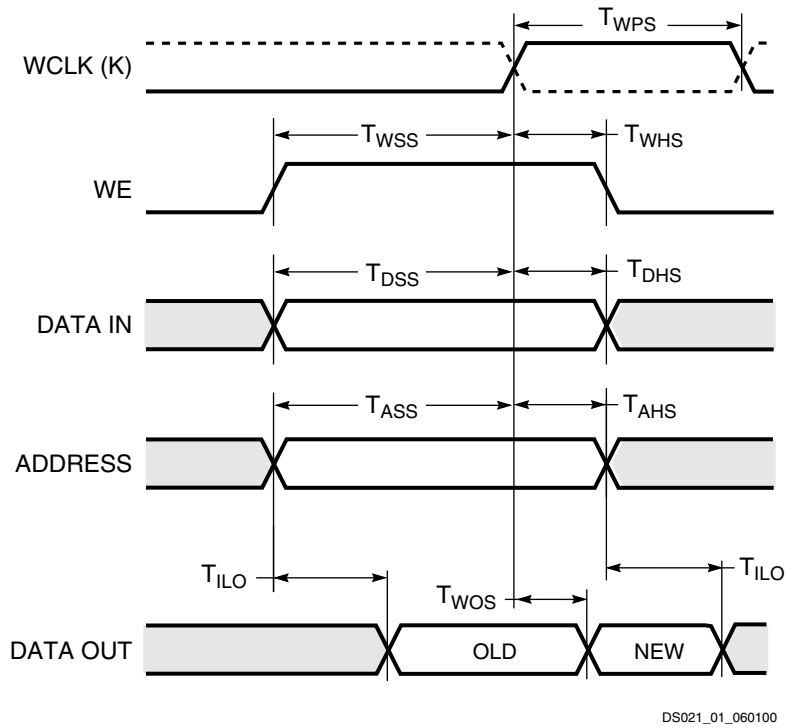 T_WPS
WCLK (K)
T_WSS T_WHS
WE
T_DSS T_DHS
DATA IN
T_ASS T_AHS
ADDRESS
T_ILO T_WOS T_ILO
DATA OUT OLD NEW
DS021_01_060100